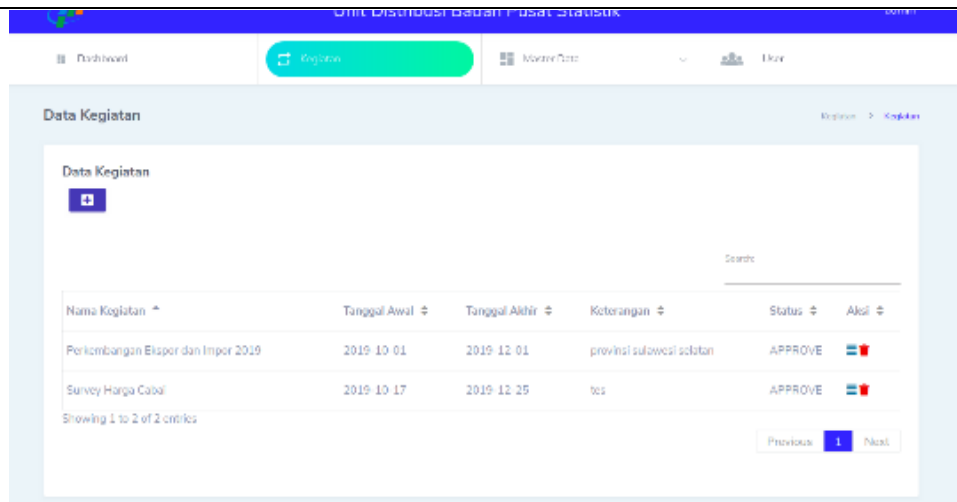 Unit Distribusi Badan Pusat Statistik admin
Dashboard Kegiatan Master Data User
Data Kegiatan Kegiatan > Kegiatan
Data Kegiatan
Search:
Nama Kegiatan Tanggal Awal Tanggal Akhir Keterangan Status Aksi
Perkembangan Ekspor dan Impor 2019 2019-10-01 2019-12-01 provinsi sulawesi selatan APPROVE
Survey Harga Cabai 2019-10-17 2019-12-25 tes APPROVE
Showing 1 to 2 of 2 entries
Previous 1 Next